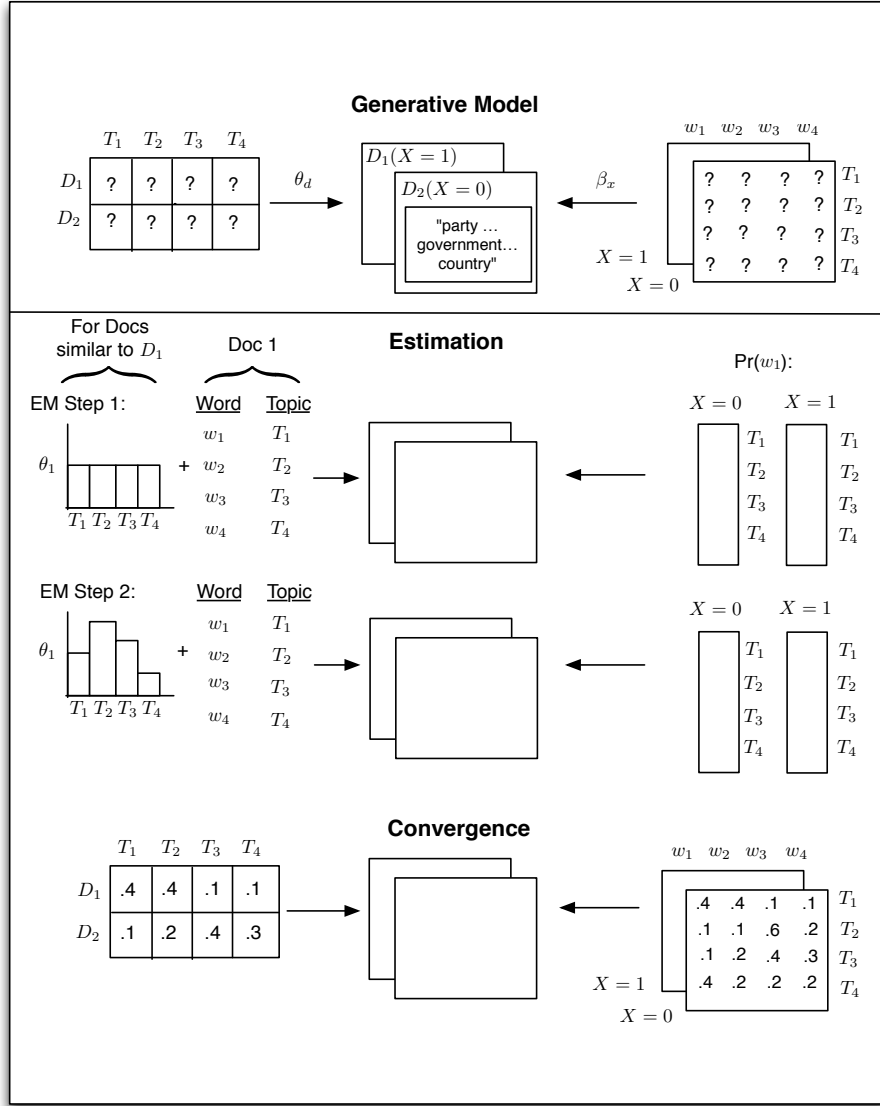 Generative Model
T₁ T₂ T₃ T₄
D₁ ? ? ? ?
D₂ ? ? ? ?
θ_d
D₁(X = 1)
D₂(X = 0)
"party ...
government...
country"
β_x
w₁ w₂ w₃ w₄
? ? ? ? T₁
? ? ? ? T₂
? ? ? ? T₃
? ? ? ? T₄
X = 1
X = 0
Estimation
For Docs
similar to D₁
Doc 1
Pr(w₁):
EM Step 1:
Word Topic
X = 0 X = 1
θ₁
T₁ T₂ T₃ T₄
+
w₁ T₁
w₂ T₂
w₃ T₃
w₄ T₄
T₁ T₁
T₂ T₂
T₃ T₃
T₄ T₄
EM Step 2:
Word Topic
X = 0 X = 1
θ₁
T₁ T₂ T₃ T₄
+
w₁ T₁
w₂ T₂
w₃ T₃
w₄ T₄
T₁ T₁
T₂ T₂
T₃ T₃
T₄ T₄
Convergence
T₁ T₂ T₃ T₄
D₁ .4 .4 .1 .1
D₂ .1 .2 .4 .3
w₁ w₂ w₃ w₄
.4 .4 .1 .1 T₁
.1 .1 .6 .2 T₂
.1 .2 .4 .3 T₃
.4 .2 .2 .2 T₄
X = 1
X = 0